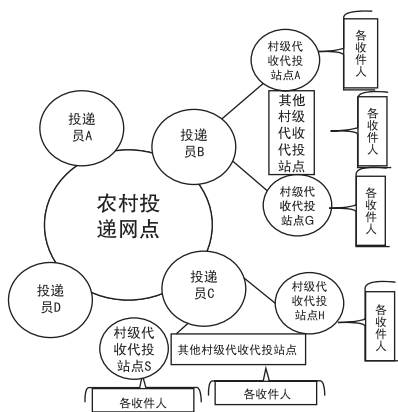 村级代
收代投
站点A
各
收
件
人
投递
员A
投递
员B
其他
村级
代收
代投
站点
各
收
件
人
农村投
递网点
村级代
收代投
站点G
各
收
件
人
投递
员D
投递
员C
村级代
收代投
站点H
各
收
件
人
村级代
收代投
站点S
其他村级代收代投站点
各收件人
各收件人